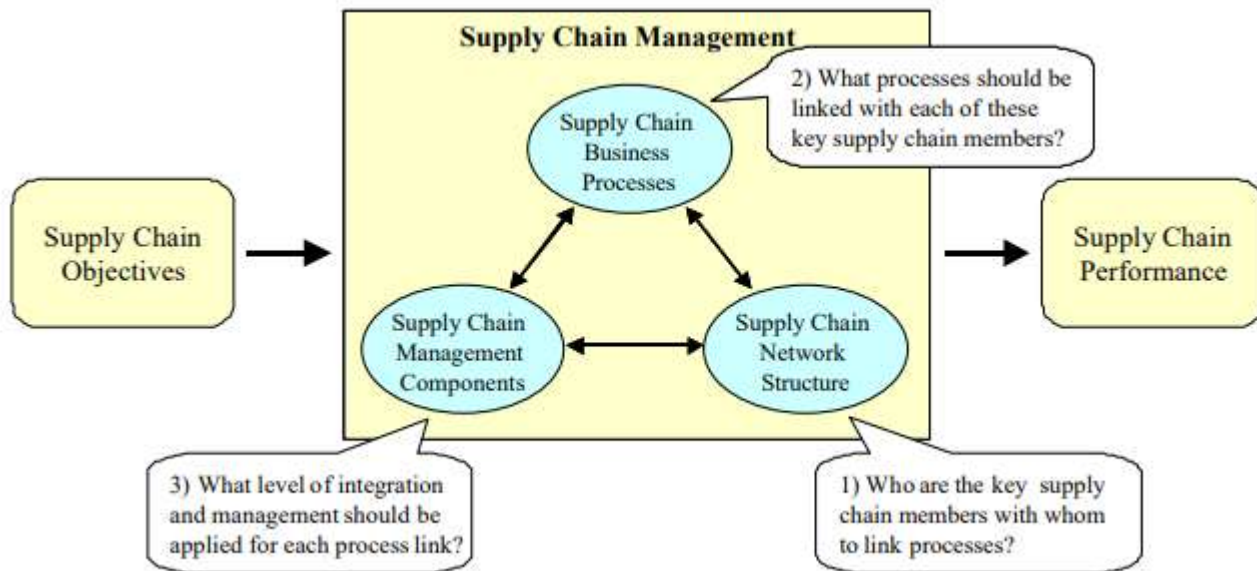 Supply Chain Management
2) What processes should be
linked with each of these
key supply chain members?
Supply Chain
Business
Processes
Supply Chain
Objectives
Supply Chain
Performance
Supply Chain
Management
Components
Supply Chain
Network
Structure
3) What level of integration
and management should be
applied for each process link?
1) Who are the key supply
chain members with whom
to link processes?